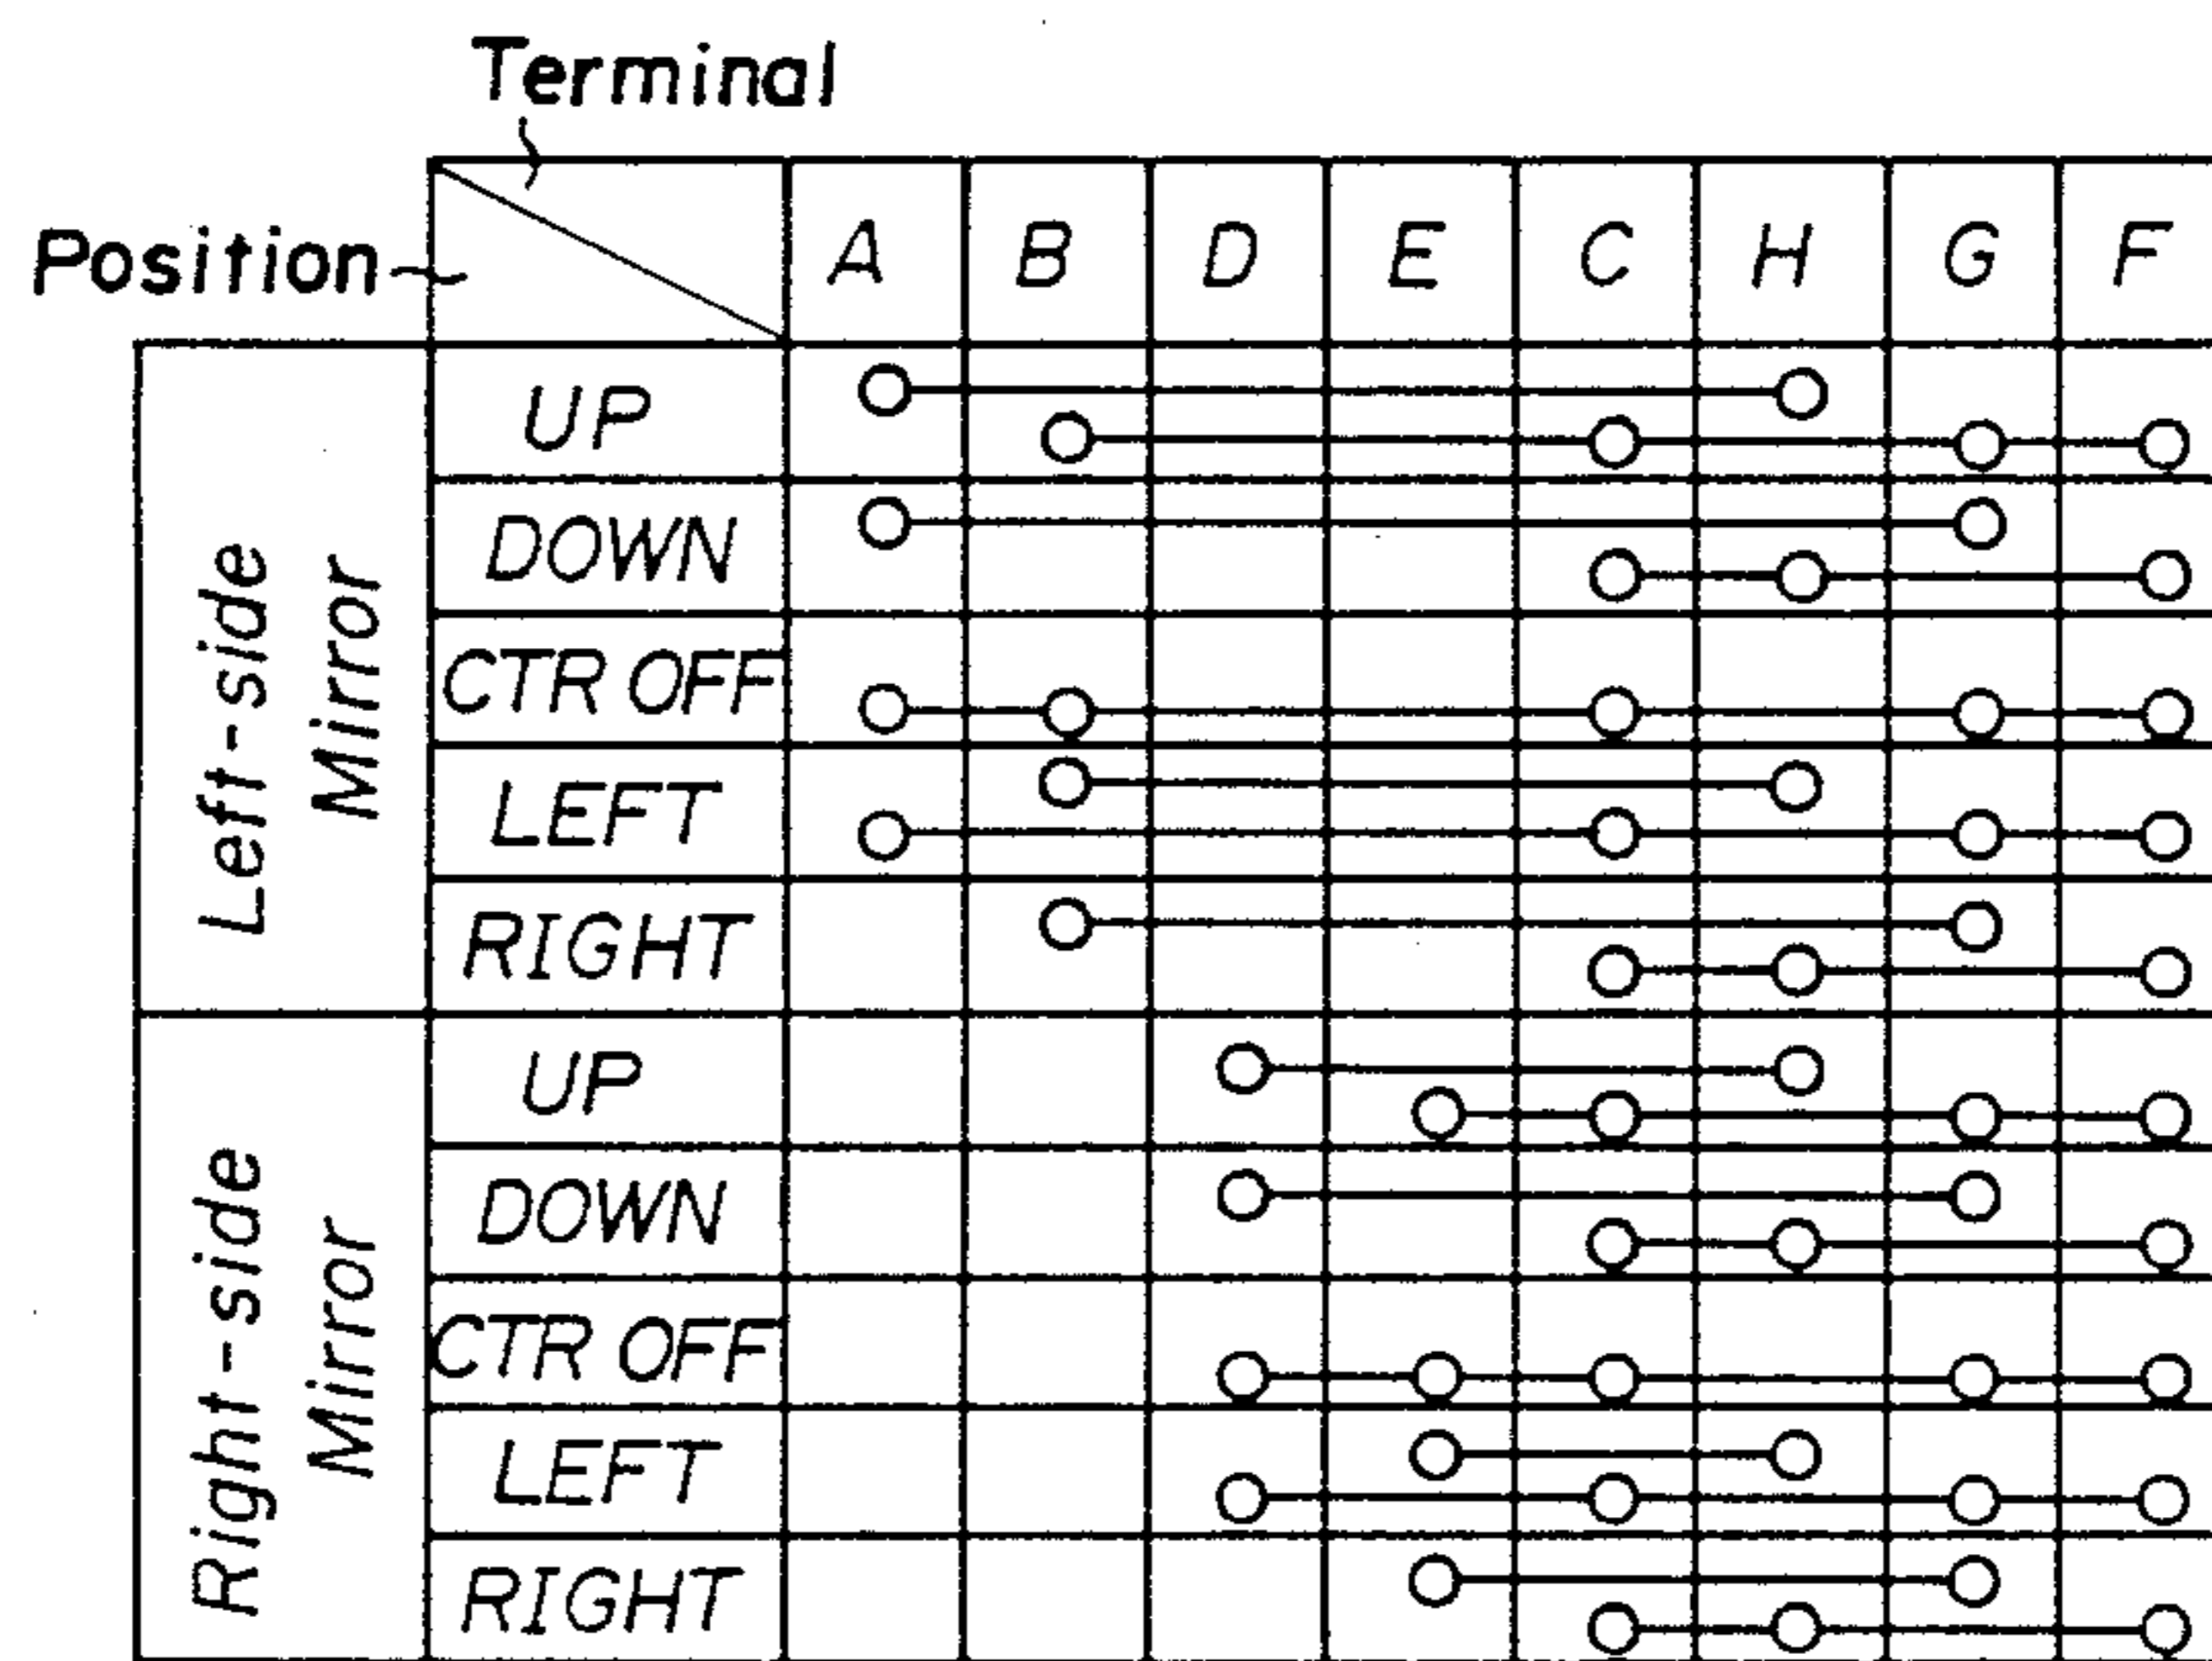 Terminal
Position
A B D E C H G F
Left-side
Mirror
UP
DOWN
CTR OFF
LEFT
RIGHT
Right-side
Mirror
UP
DOWN
CTR OFF
LEFT
RIGHT